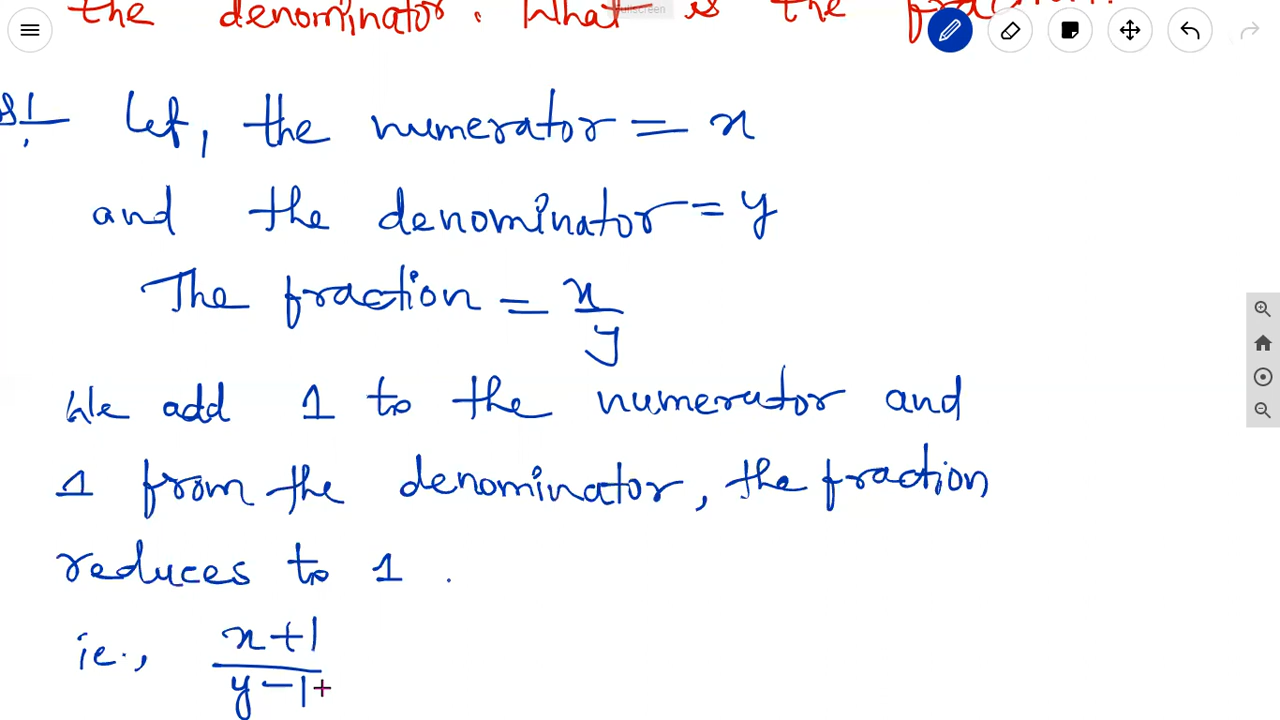 the denominator. What is the fraction?
Let, the numerator = x
and the denominator = y
The fraction = x/y
We add 1 to the numerator and
1 from the denominator, the fraction
reduces to 1.
ie., x+1
y-1